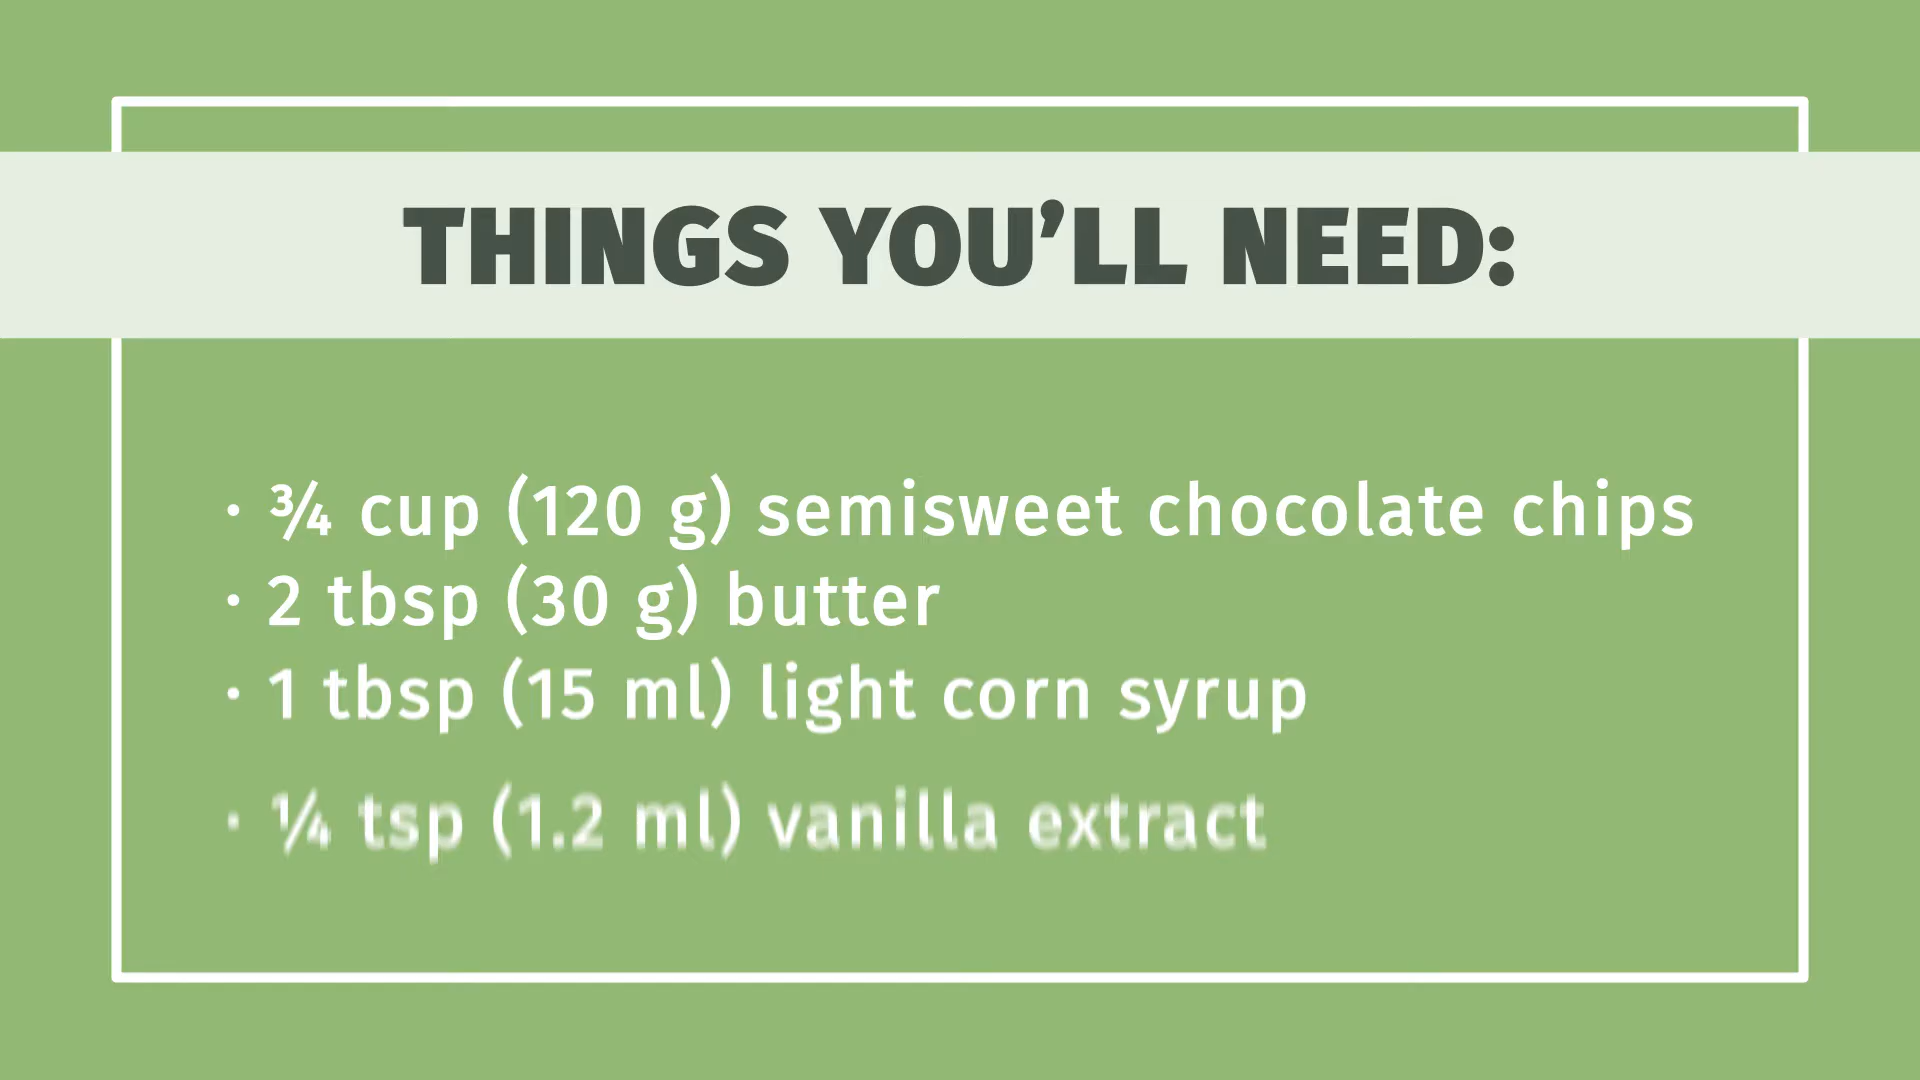 THINGS YOU’LL NEED:
· ¾ cup (120 g) semisweet chocolate chips
· 2 tbsp (30 g) butter
· 1 tbsp (15 ml) light corn syrup
· ¼ tsp (1.2 ml) vanilla extract